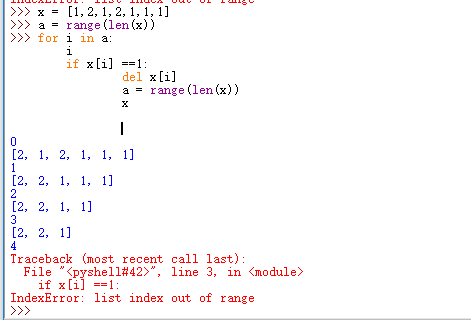 IndexError: list index out of range
>>> x = [1,2,1,2,1,1,1]
>>> a = range(len(x))
>>> for i in a:
        i
        if x[i] ==1:
                del x[i]
                a = range(len(x))
                x

0
[2, 1, 2, 1, 1, 1]
1
[2, 2, 1, 1, 1]
2
[2, 2, 1, 1]
3
[2, 2, 1]
4
Traceback (most recent call last):
  File "<pyshell#42>", line 3, in <module>
    if x[i] ==1:
IndexError: list index out of range
>>>